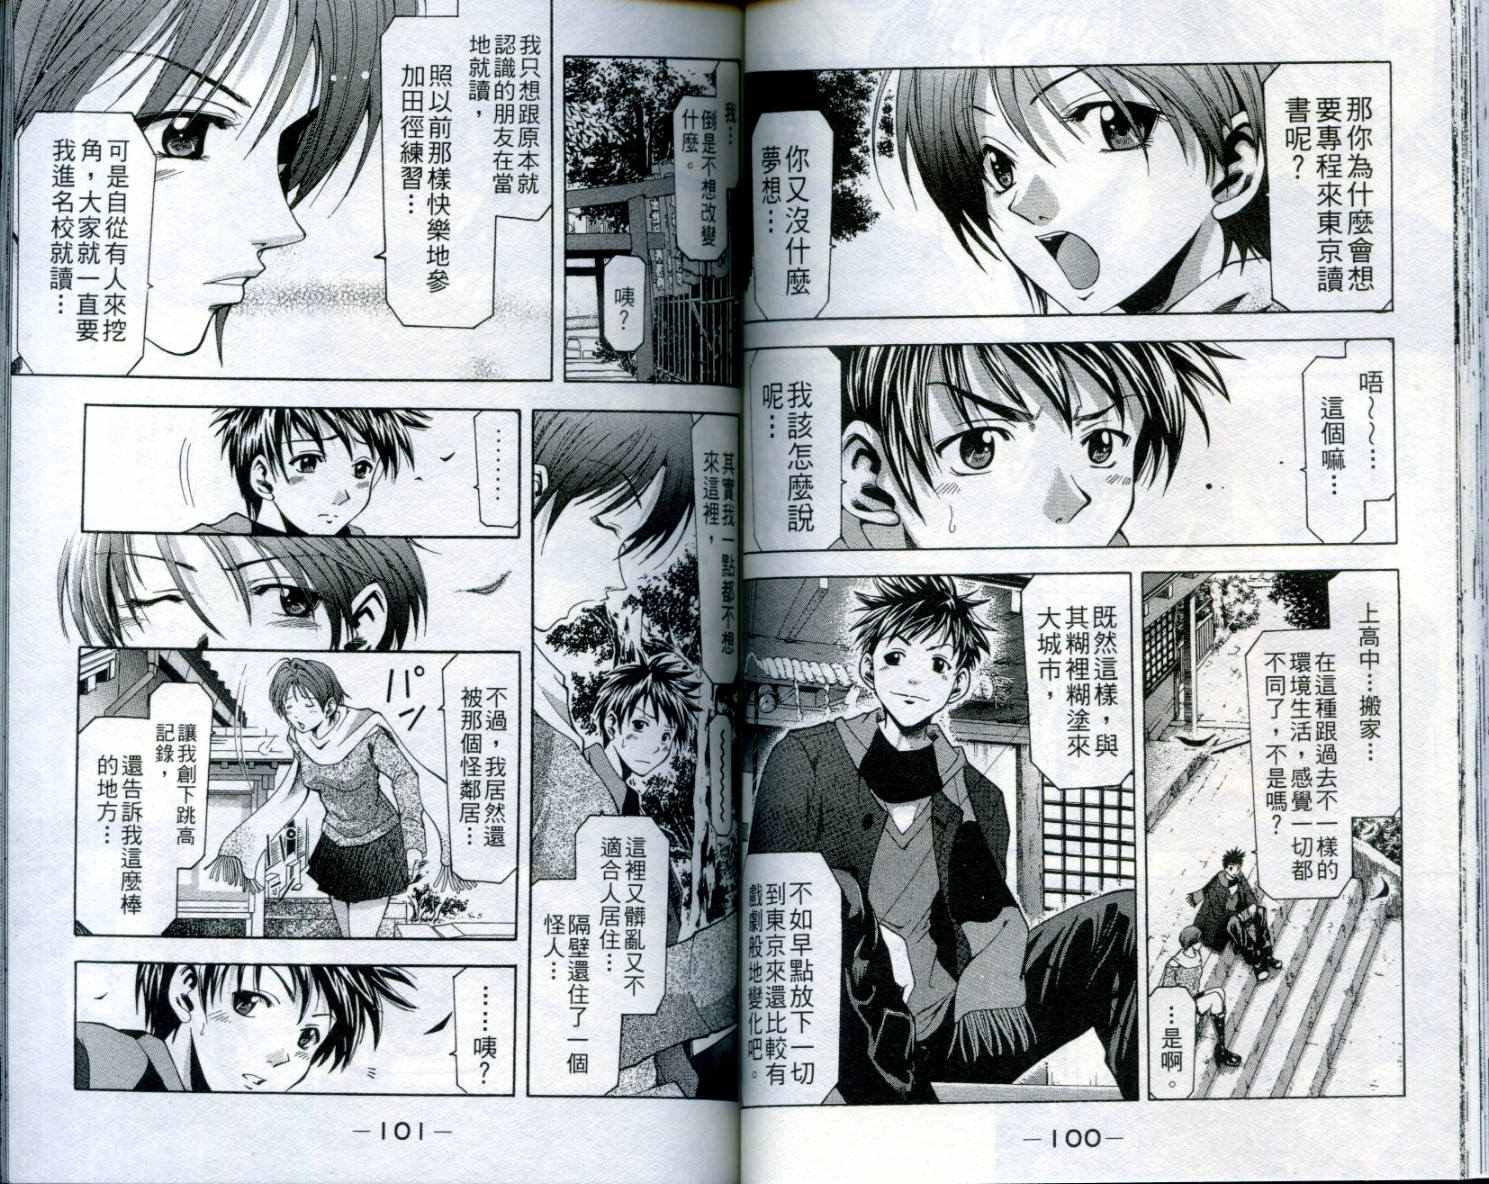 那你為什麼會想
要專程來東京讀
書呢?
你又沒什麼
夢想…
唔～～…
這個嘛…
我該怎麼說
呢…
上高中…搬家…
在這種跟過去不一樣的
環境生活,感覺一切都
不同了,不是嗎?
…是啊。
既然這樣,與
其糊裡糊塗來
大城市,
不如早點放下一切
到東京來還比較有
戲劇般地變化吧。
—100—
我…
倒是不想改變
什麼。
咦?
我只想跟原本就
認識的朋友在當
地就讀,
照以前那樣快樂地參
加田徑練習…
可是自從有人來挖
角,大家就一直要
我進名校就讀…
其實我一點都不想
來這裡,
這裡又髒亂又不
適合人居住…
隔壁還住了一個
怪人…
………
不過,我居然還
被那個怪鄰居…
パン
讓我創下跳高
記錄,
還告訴我這麼棒
的地方…
……咦?
—101—